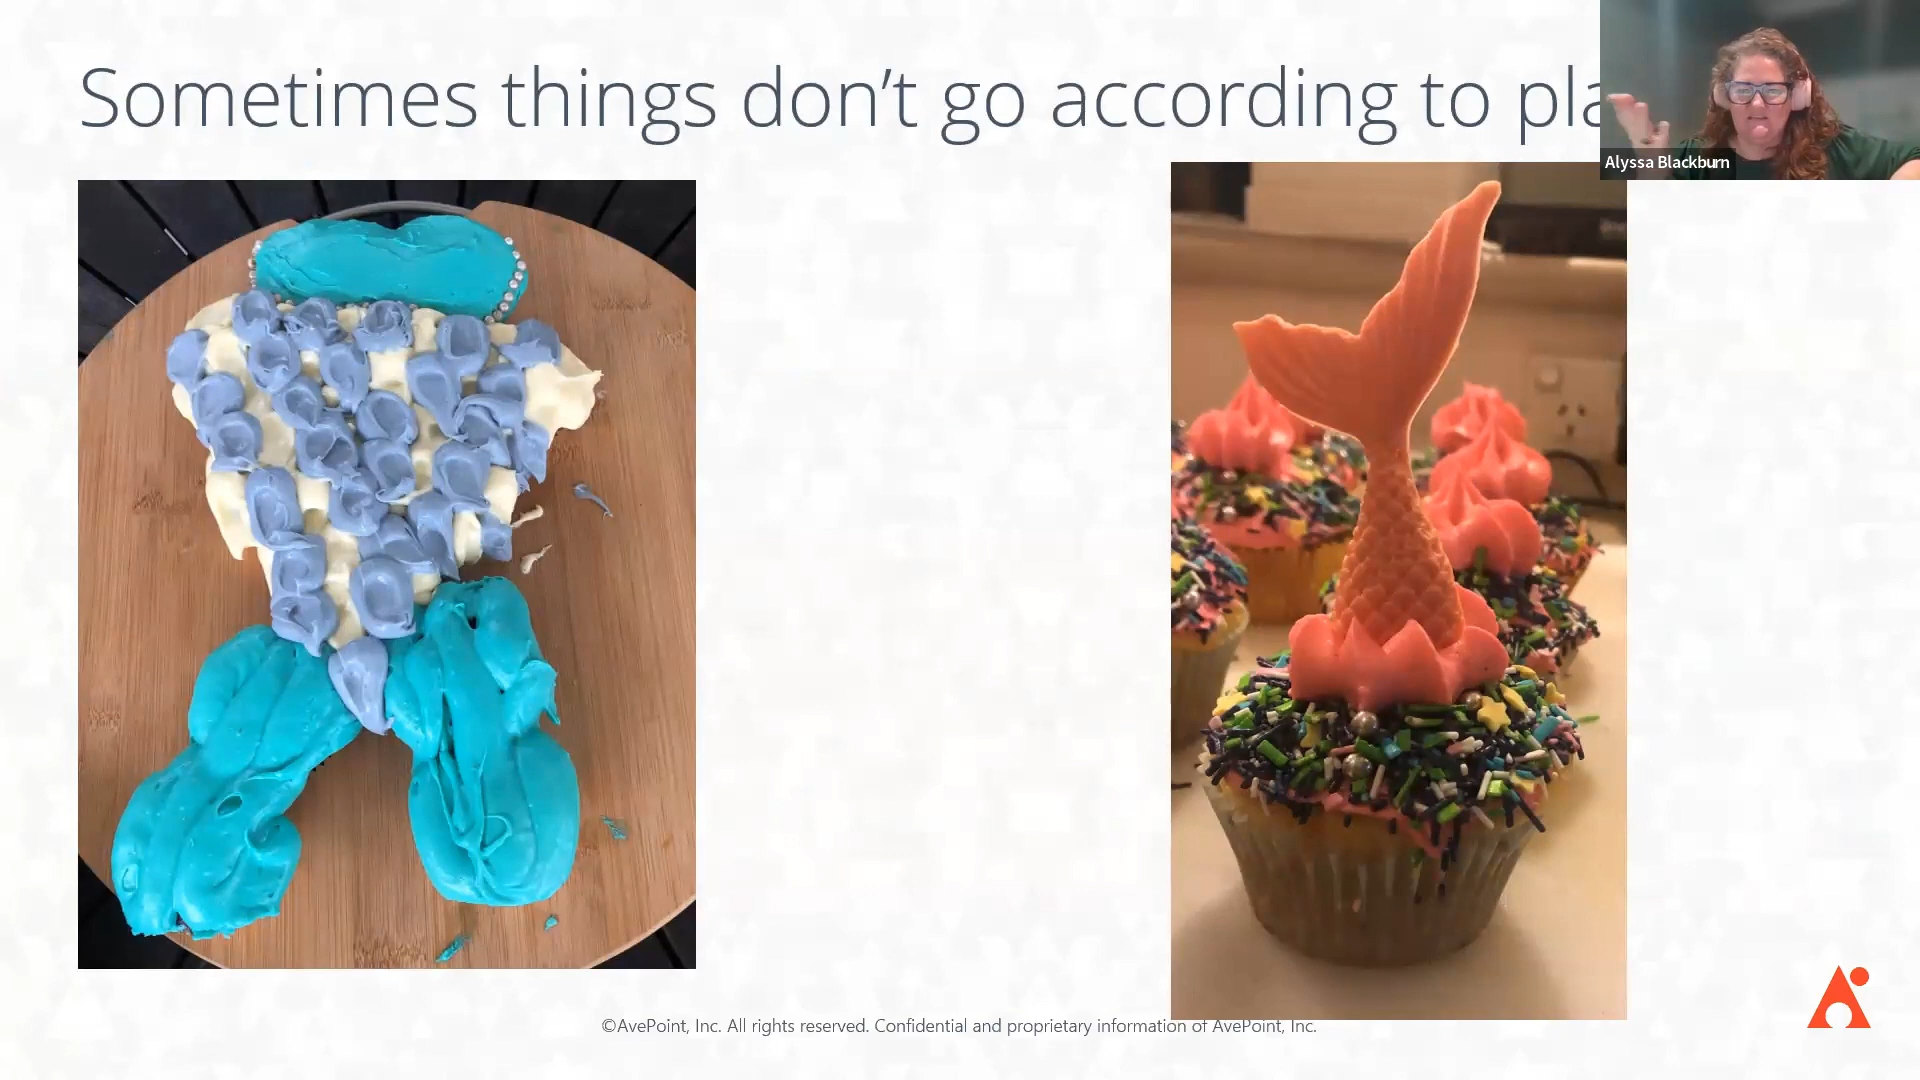 Sometimes things don't go according to pla
Alyssa Blackburn
©AvePoint, Inc. All rights reserved. Confidential and proprietary information of AvePoint, Inc.